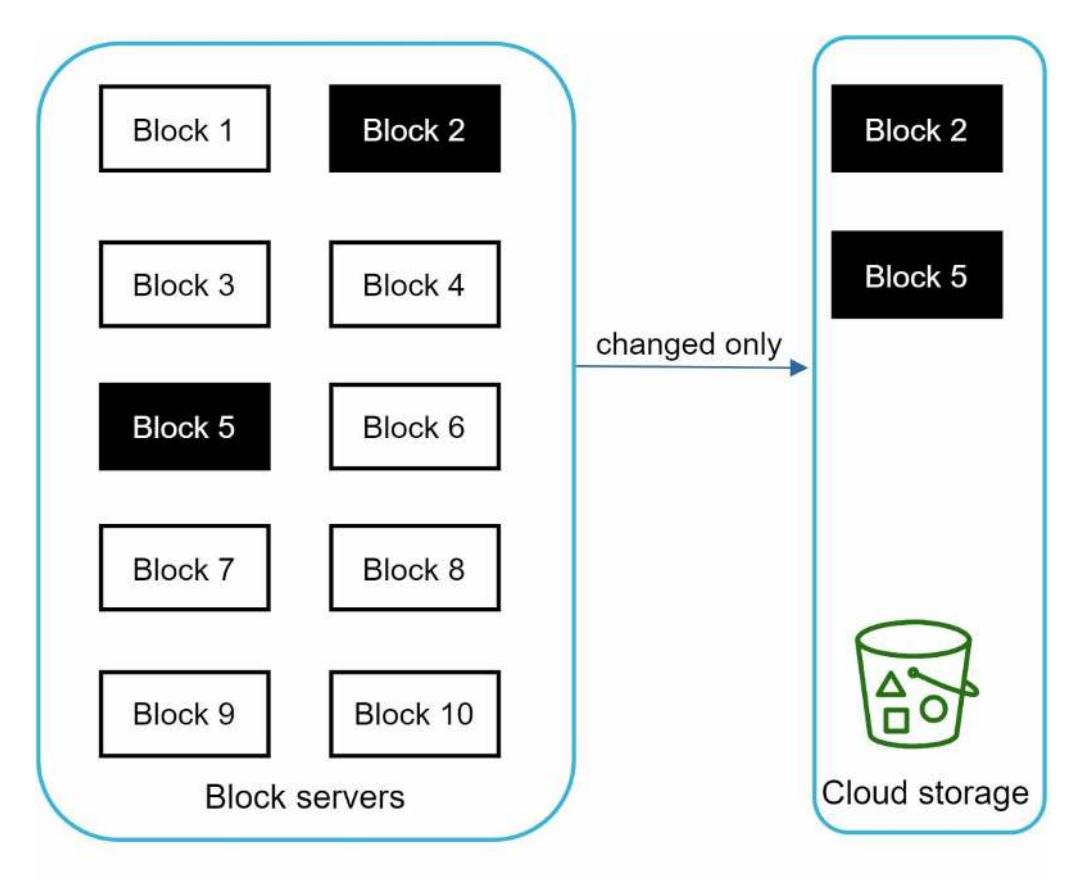 Block 1
Block 2
Block 3
Block 4
Block 5
Block 6
Block 7
Block 8
Block 9
Block 10
Block servers
changed only
Block 2
Block 5
Cloud storage